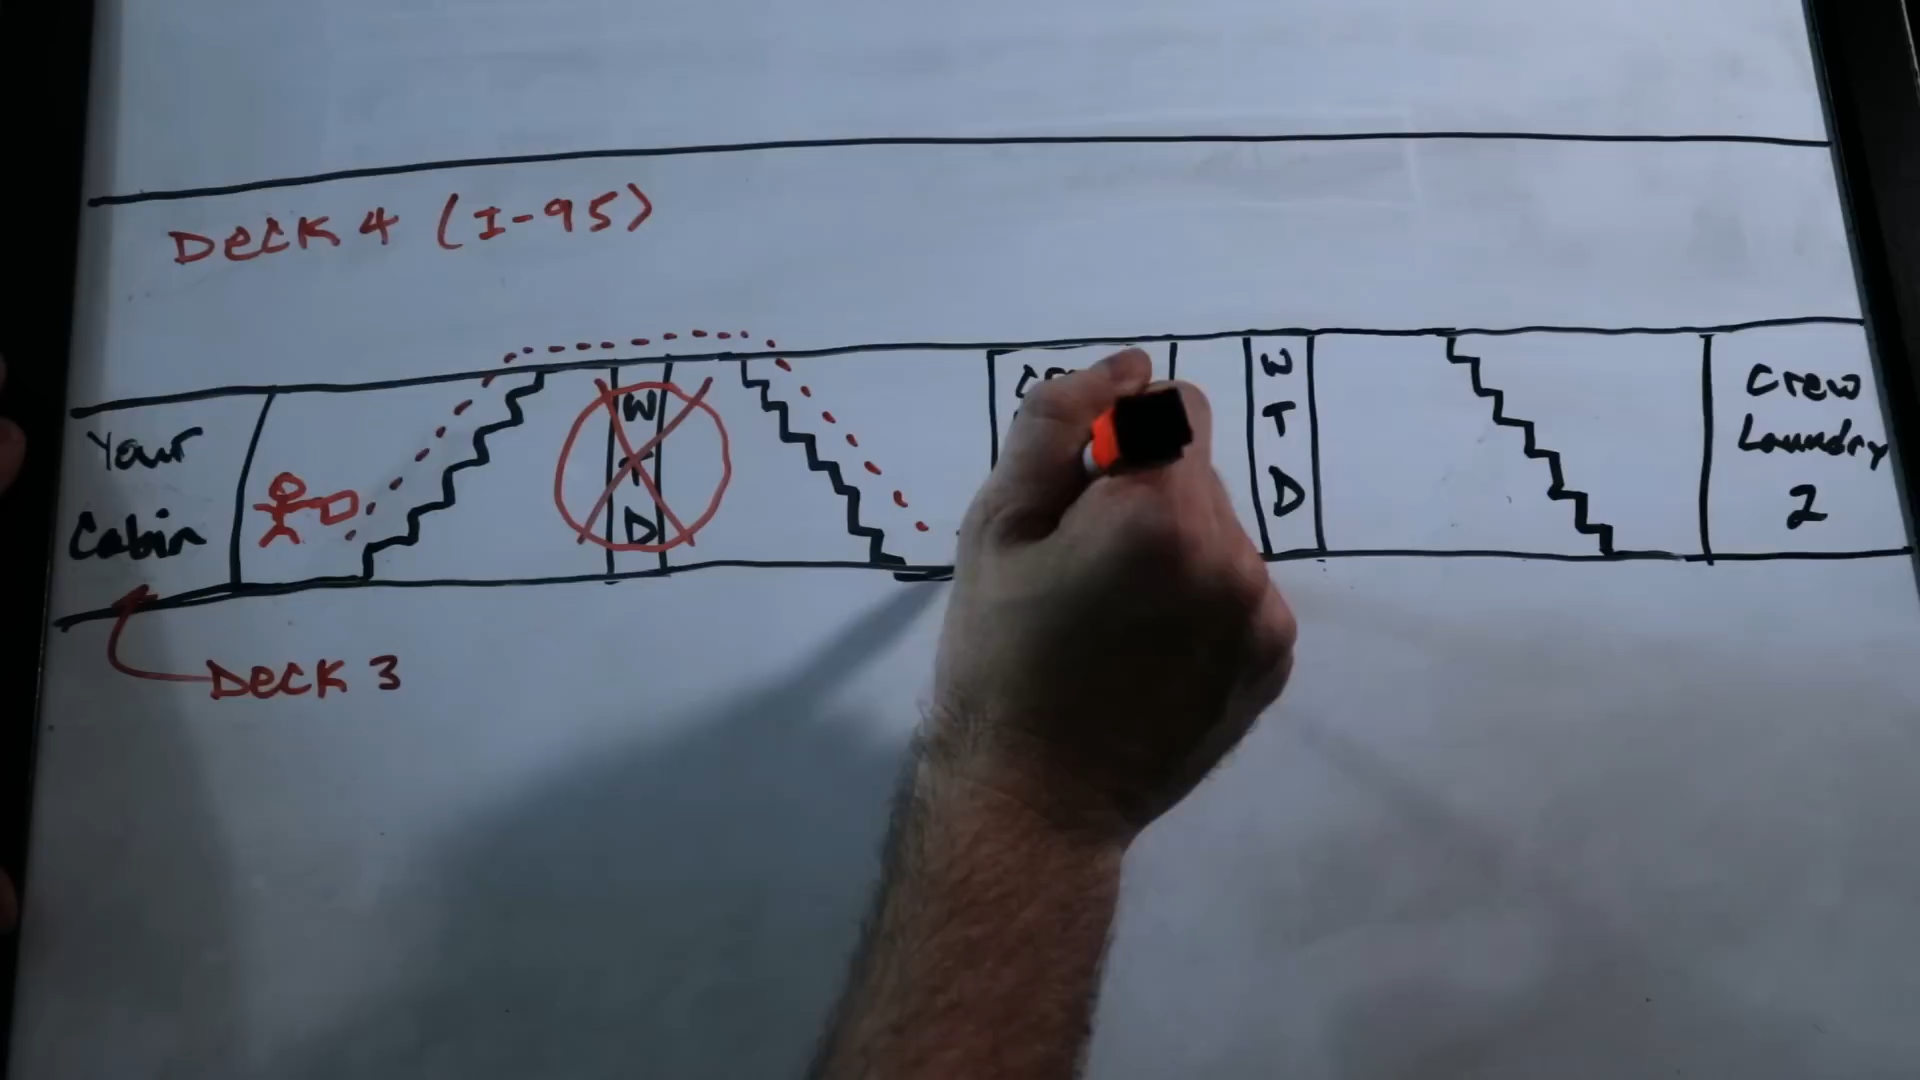 DECK 4 (I-95)
Your
Cabin
W
T
D
W
T
D
Crew
Laundry
2
DECK 3